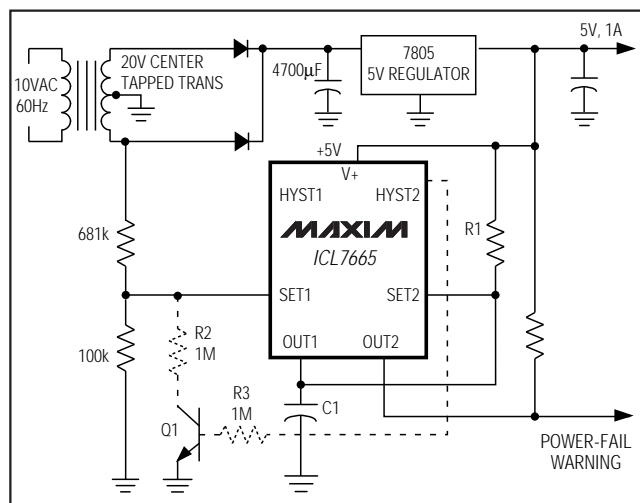 5V, 1A
20V CENTER
TAPPED TRANS
7805
5V REGULATOR
4700µF
10VAC
60Hz
+5V
V+
HYST1
HYST2
MAXIM
ICL7665
R1
681k
SET1
SET2
R2
1M
OUT1
OUT2
100k
R3
1M
C1
Q1
POWER-FAIL
WARNING